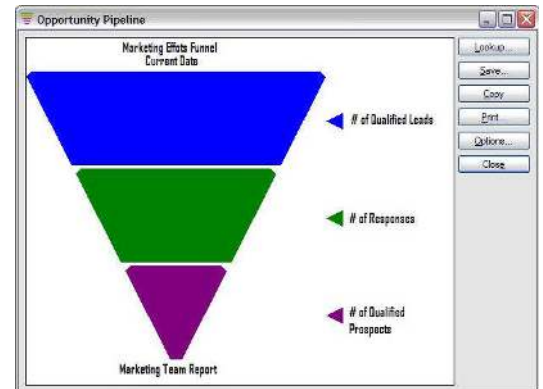 Opportunity Pipeline
Marketing Effots Funnel
Current Data
# of Qualified Leads
# of Responses
# of Qualified
Prospects
Marketing Team Report
Lookup...
Save...
Copy
Print...
Options...
Close